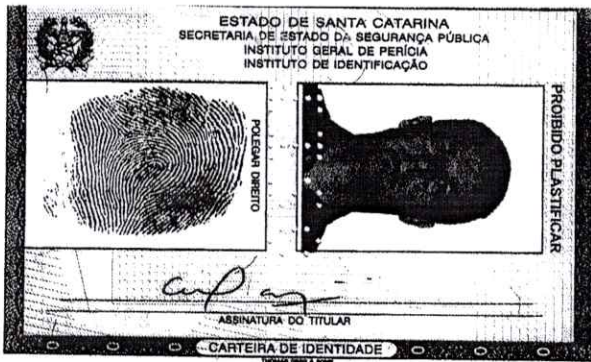 ESTADO DE SANTA CATARINA
SECRETARIA DE ESTADO DA SEGURANÇA PÚBLICA
INSTITUTO GERAL DE PERÍCIA
INSTITUTO DE IDENTIFICAÇÃO
POLEGAR DIREITO
PROIBIDO PLASTIFICAR
ASSINATURA DO TITULAR
CARTEIRA DE IDENTIDADE